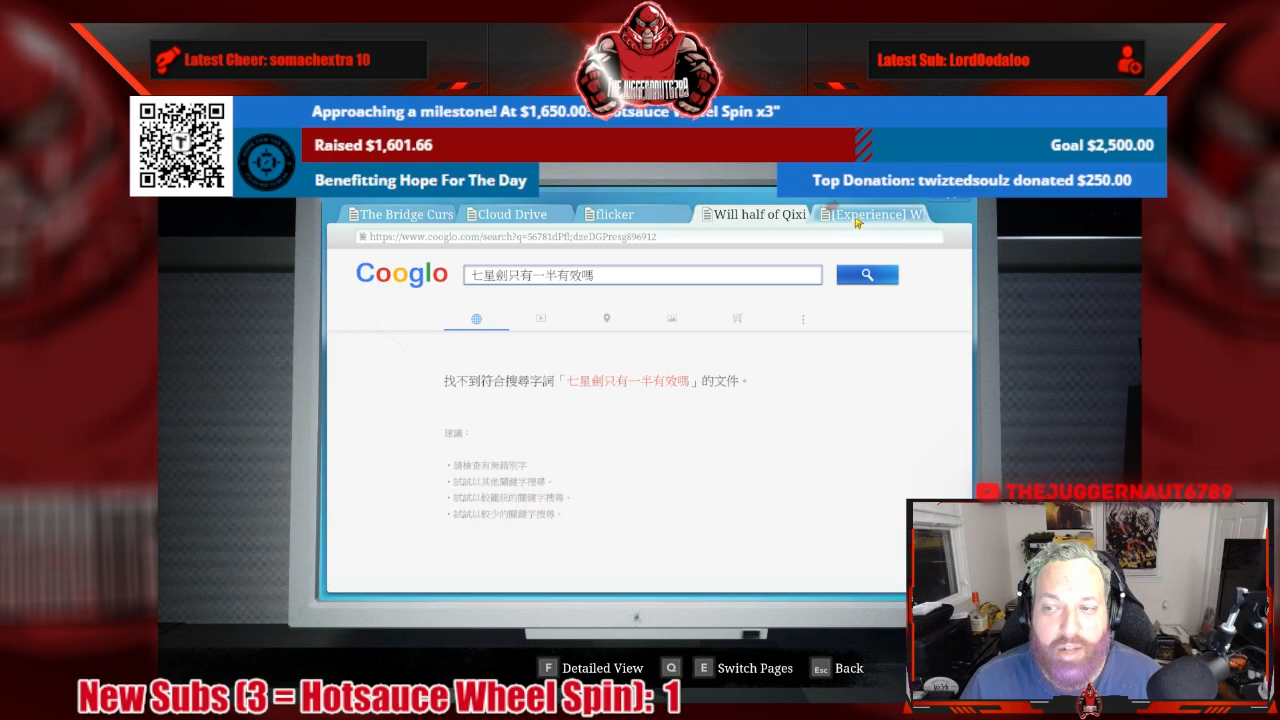 Latest Cheer: somachextra 10
Latest Sub: LordOodaloo
THEJUGGERNAUT6789
Approaching a milestone! At $1,650.00: "Hotsauce Wheel Spin x3"
Raised $1,601.66
Goal $2,500.00
Benefitting Hope For The Day
Top Donation: twiztedsoulz donated $250.00
The Bridge Curs
Cloud Drive
flicker
Will half of Qixi
[Experience] W
https://www.cooglo.com/search?q=56781dPfl;dzeDGPresg896912
Cooglo
七星劍只有一半有效嗎
找不到符合搜尋字詞「七星劍只有一半有效嗎」的文件。
建議：
・請檢查有無錯別字
・試試以其他關鍵字搜尋。
・試試以較籠統的關鍵字搜尋。
・試試以較少的關鍵字搜尋。
THEJUGGERNAUT6789
F Detailed View Q E Switch Pages Esc Back
New Subs (3 = Hotsauce Wheel Spin): 1